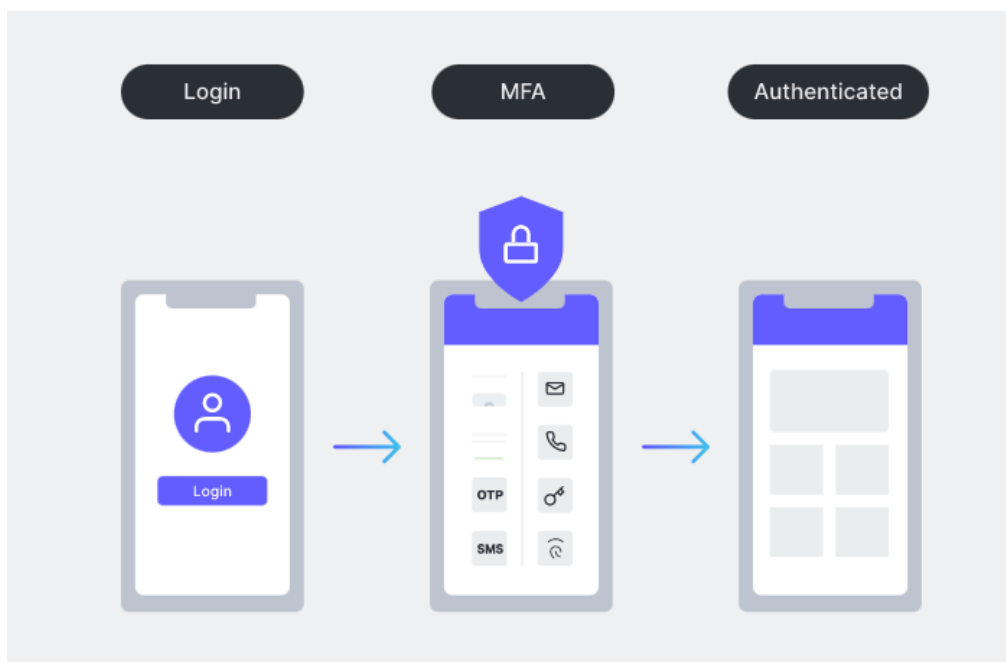 Login
MFA
Authenticated
Login
OTP
SMS